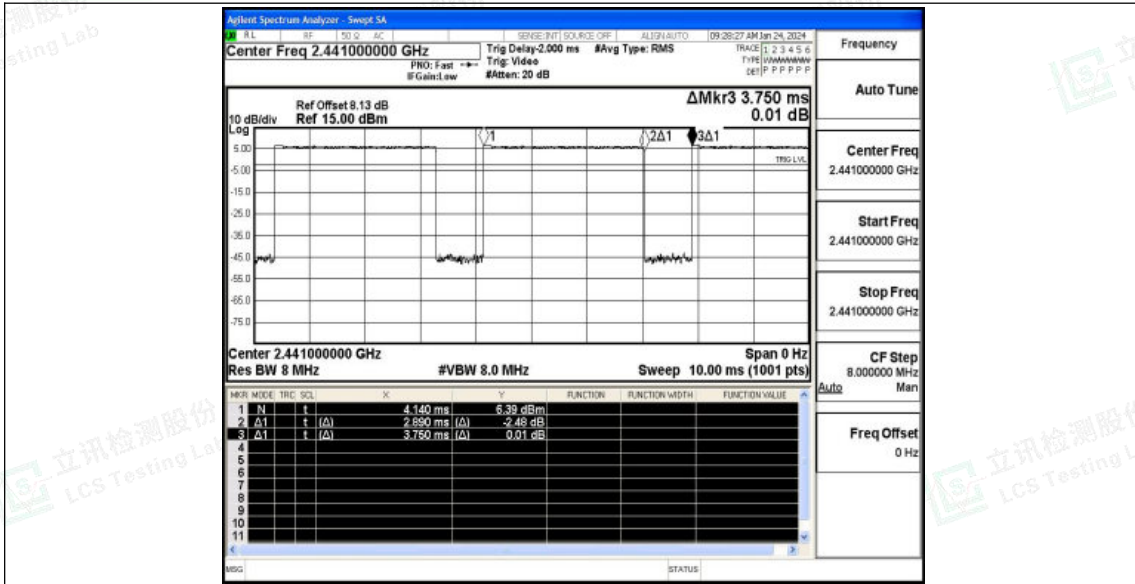 Agilent Spectrum Analyzer - Swept SA
RL RF 50 Ω AC SENSE:INT SOURCE OFF ALIGN AUTO 09:28:27 AM Jan 24, 2024
Center Freq 2.441000000 GHz
PNO: Fast
IFGain:Low
Trig Delay-2.000 ms
Trig: Video
#Atten: 20 dB
#Avg Type: RMS
TRACE 1 2 3 4 5 6
TYPE
DET P P P P P P
Frequency
Auto Tune
Center Freq
2.441000000 GHz
Start Freq
2.441000000 GHz
Stop Freq
2.441000000 GHz
CF Step
8.000000 MHz
Auto Man
Freq Offset
0 Hz
ΔMkr3 3.750 ms
0.01 dB
Ref Offset 8.13 dB
10 dB/div Ref 15.00 dBm
Log
1 2Δ1 3Δ1
5.00
TRIG LVL
-5.00
-15.0
-25.0
-35.0
-45.0
-55.0
-65.0
-75.0
Center 2.441000000 GHz Span 0 Hz
Res BW 8 MHz #VBW 8.0 MHz Sweep 10.00 ms (1001 pts)
MKR MODE TRC SCL X Y FUNCTION FUNCTION WIDTH FUNCTION VALUE
1 N t 4.140 ms 6.39 dBm
2 Δ1 t (Δ) 2.890 ms (Δ) -2.48 dB
3 Δ1 t (Δ) 3.750 ms (Δ) 0.01 dB
4
5
6
7
8
9
10
11
MSG STATUS
立讯检测股份
LCS Testing Lab
立讯检测股份